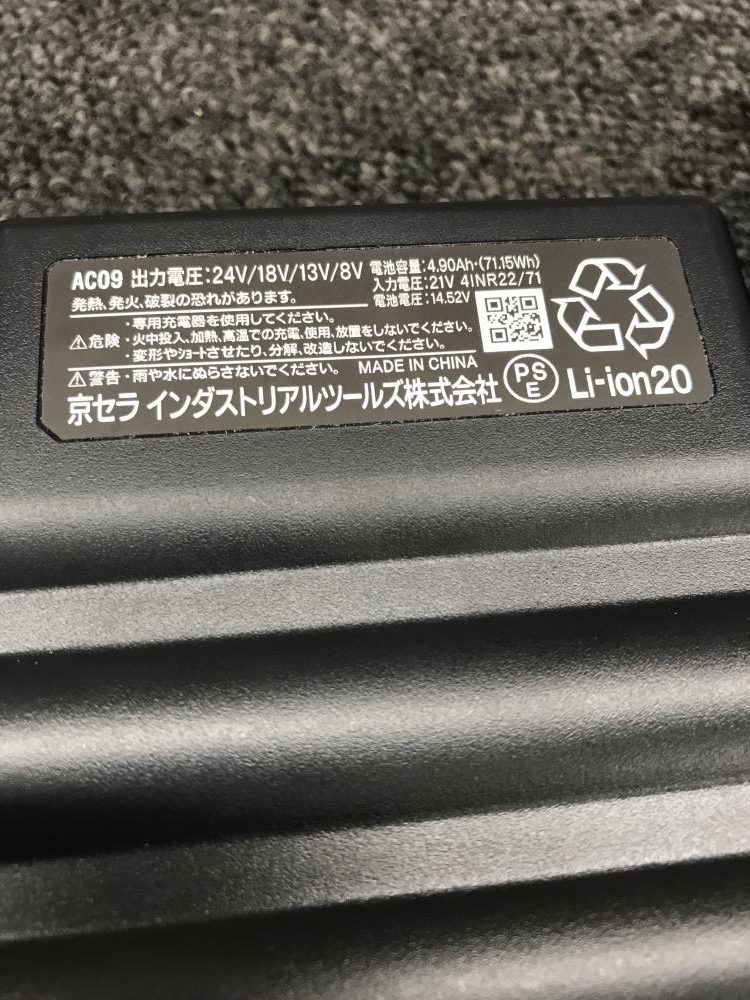 AC09 出力電圧:24V/18V/13V/8V
電池容量:4.90Ah・(71.15Wh)
入力電圧:21V 4INR22/71
電池電圧:14.52V
発熱、発火、破裂の恐れがあります。
⚠危険・専用充電器を使用してください。
・火中投入、加熱、高温での充電、使用、放置をしないでください。
・変形やショートさせたり、分解、改造しないでください。
⚠警告・雨や水にぬらさないでください。 MADE IN CHINA
京セラ インダストリアルツールズ株式会社
PS
E
Li-ion20